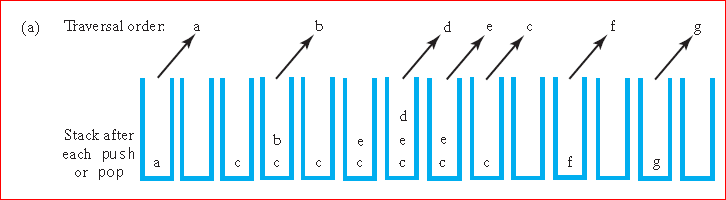 (a) Traversal order: a b d e c f g
d
b e e e
Stack after
each push
or pop
a c c c c c c c f g